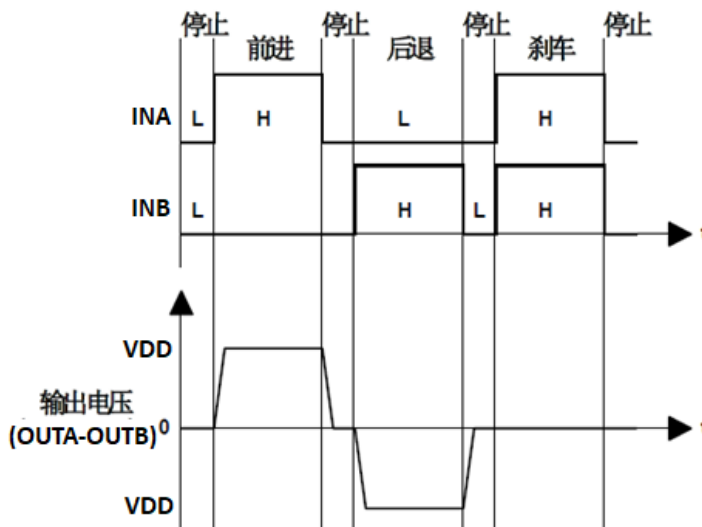 停止 前进 停止 后退 停止 刹车 停止
INA L H L H
INB L H L H
VDD
输出电压
(OUTA-OUTB) 0
VDD